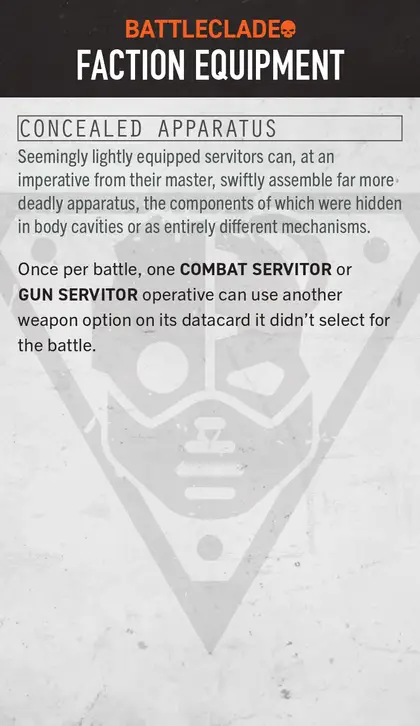 BATTLECLADE
FACTION EQUIPMENT
CONCEALED APPARATUS
Seemingly lightly equipped servitors can, at an
imperative from their master, swiftly assemble far more
deadly apparatus, the components of which were hidden
in body cavities or as entirely different mechanisms.
Once per battle, one COMBAT SERVITOR or
GUN SERVITOR operative can use another
weapon option on its datacard it didn’t select for
the battle.